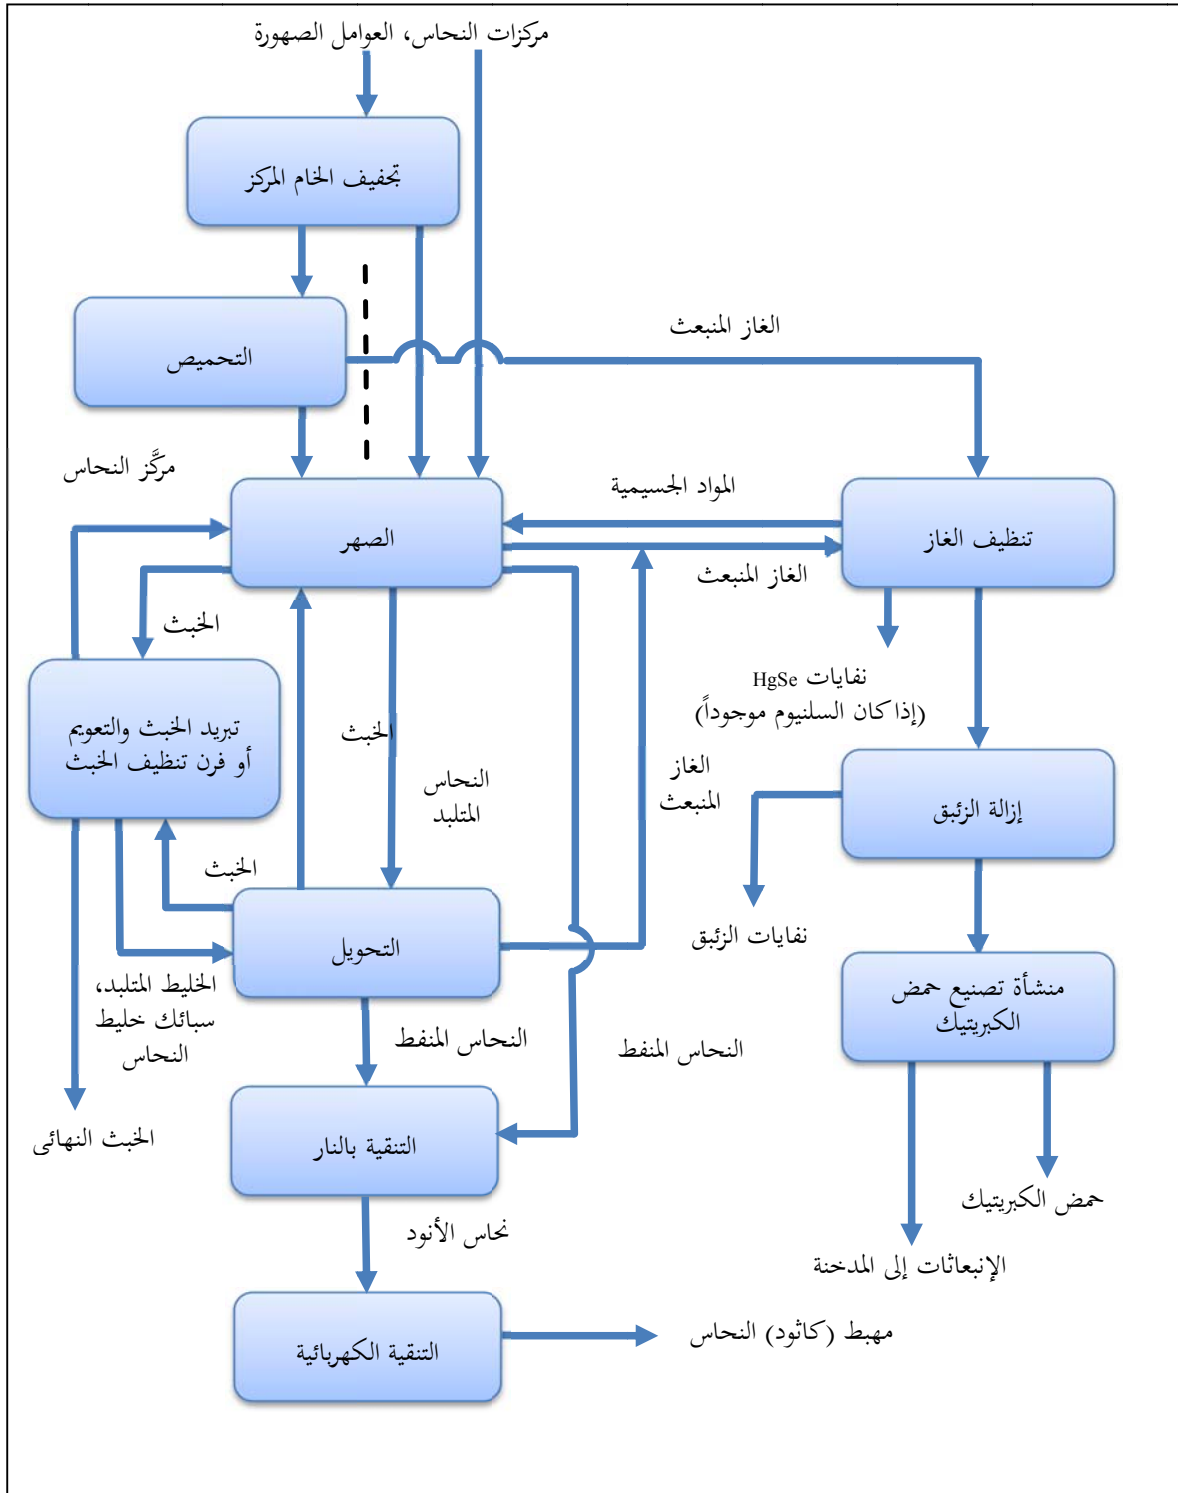 مركزات النحاس، العوامل الصهورة
تجفيف الخام المركز
الغاز المنبعث
التحميص
مركَّز النحاس
المواد الجسيمية
الصهر
تنظيف الغاز
الغاز المنبعث
الخبث
نفايات HgSe
(إذا كان السلنيوم موجوداً)
تبريد الخبث والتعويم
أو فرن تنظيف الخبث
الخبث
النحاس
المتلبد
الغاز
المنبعث
إزالة الزئبق
الخبث
نفايات الزئبق
التحويل
الخليط المتلبد،
سبائك خليط
النحاس
منشأة تصنيع حمض
الكبريتيك
النحاس المنفط
النحاس المنفط
الخبث النهائى
التنقية بالنار
حمض الكبريتيك
نحاس الأنود
الإنبعاثات إلى المدخنة
مهبط (كاثود) النحاس
التنقية الكهربائية